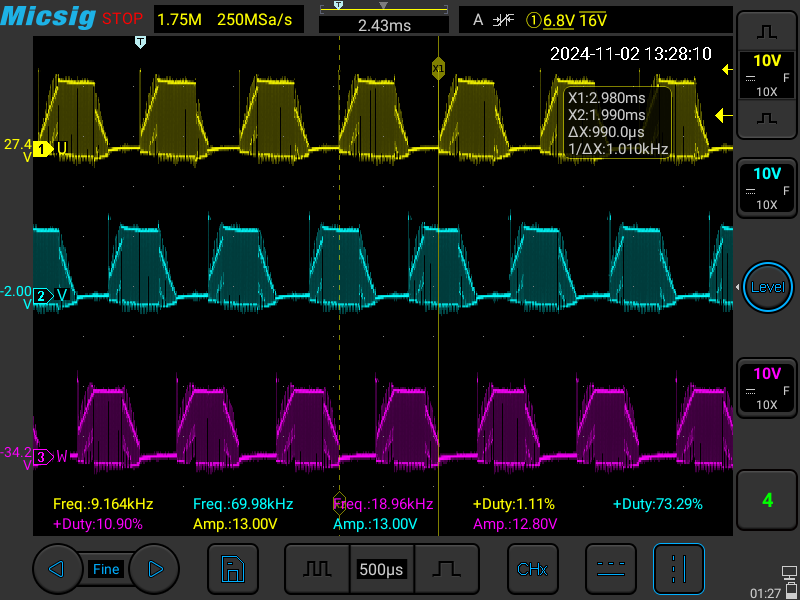 Micsig STOP 1.75M 250MSa/s T 2.43ms A 1 6.8V 16V
T
2024-11-02 13:28:10
X1
X1:2.980ms
X2:1.990ms
ΔX:990.0µs
1/ΔX:1.010kHz
27.4 V 1 U
-2.00 V 2 V
-34.2 V 3 W
Freq.:9.164kHz Freq.:69.98kHz Freq.:18.96kHz +Duty:1.11% +Duty:73.29%
+Duty:10.90% Amp.:13.00V Amp.:13.00V Amp.:12.80V
10V
F
10X
10V
F
10X
Level
10V
F
10X
4
Fine 500µs CHx
01:27